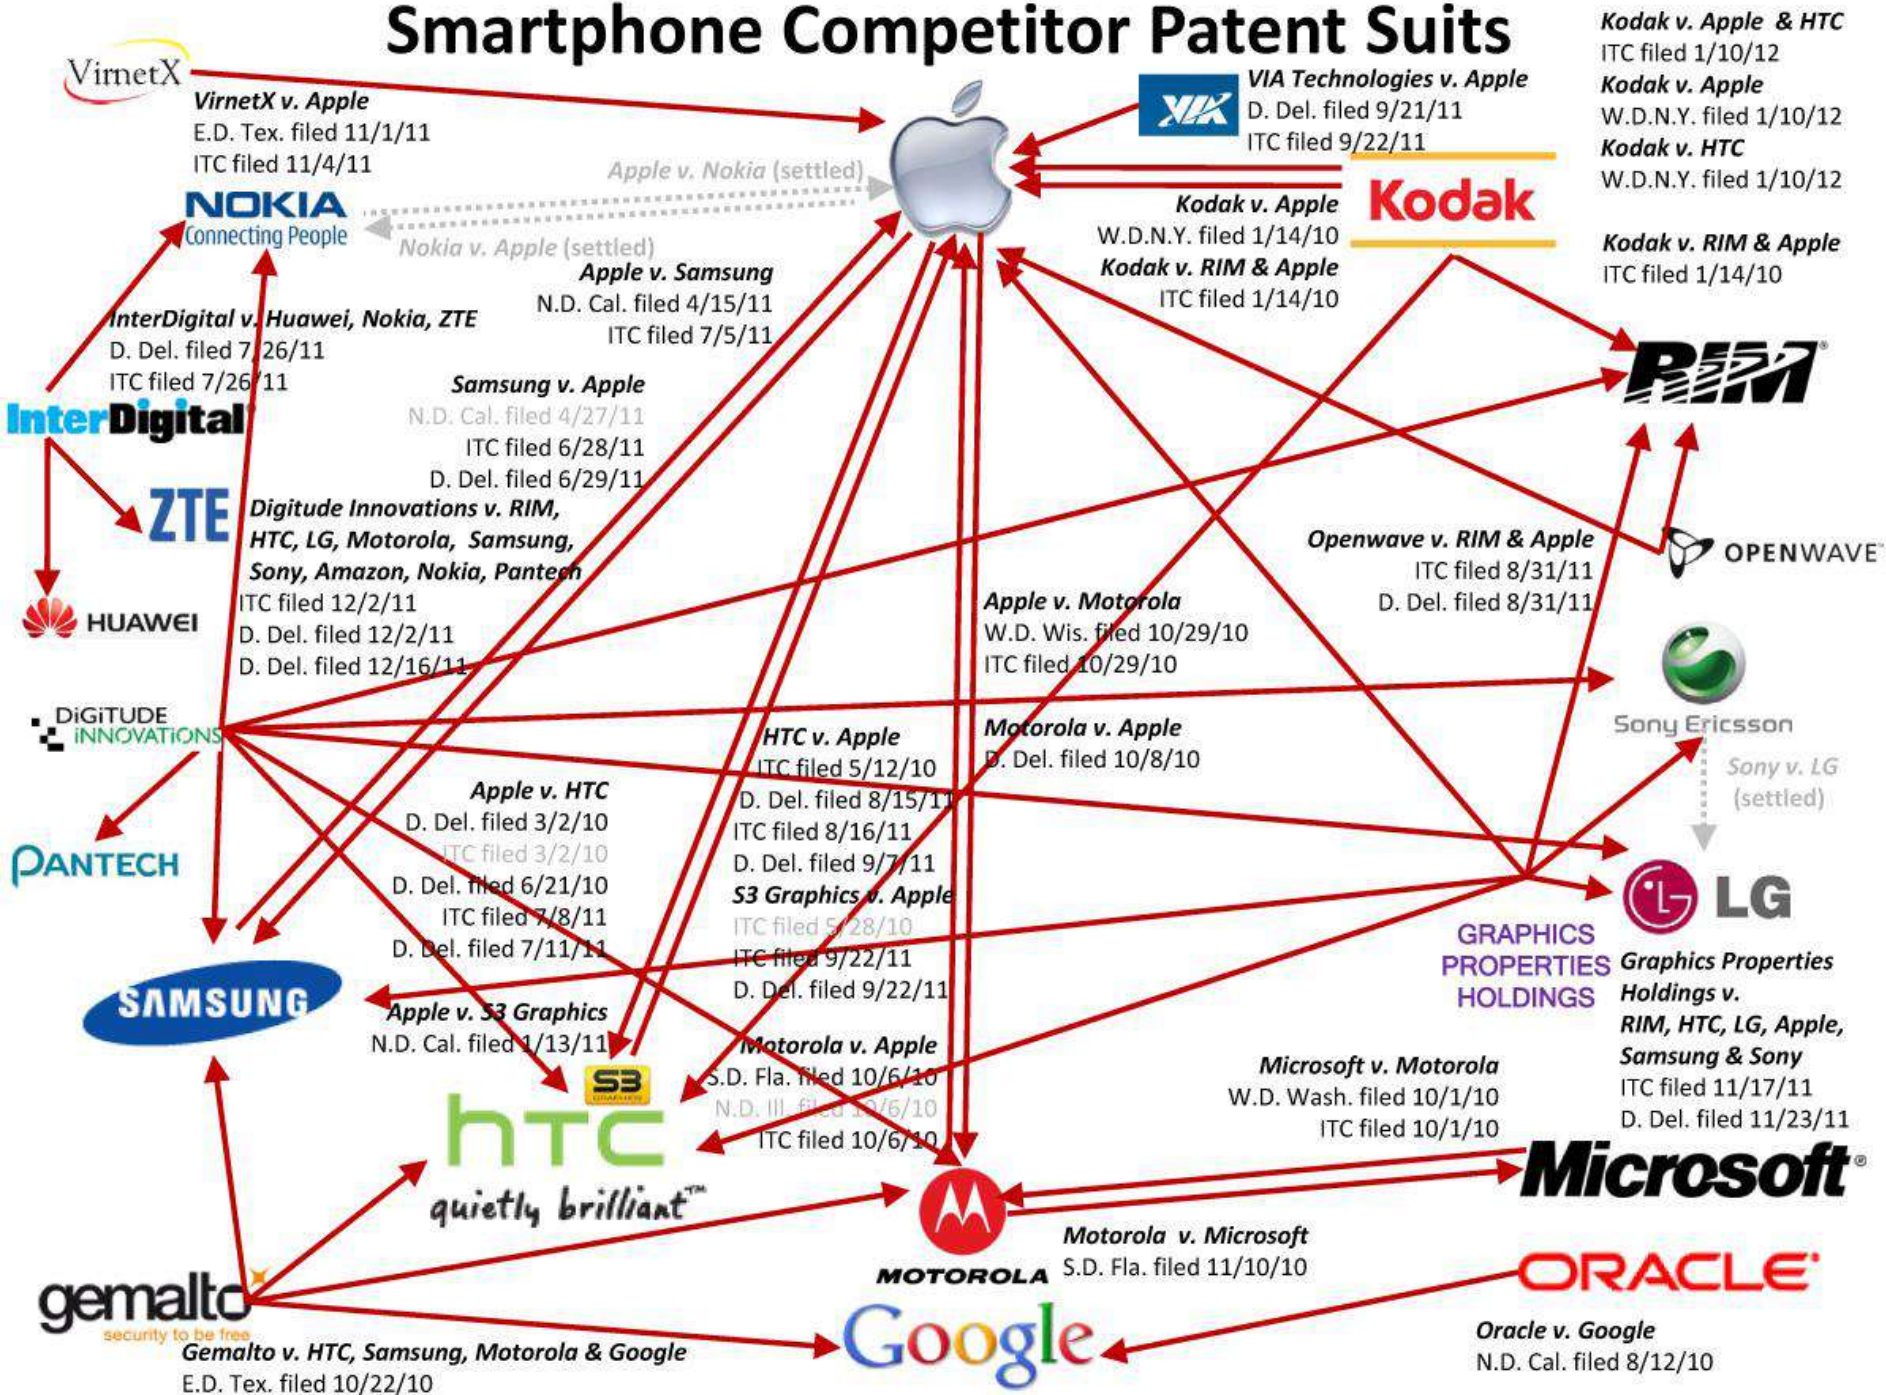 Smartphone Competitor Patent Suits
VirnetX
VirnetX v. Apple
E.D. Tex. filed 11/1/11
ITC filed 11/4/11
VIA
VIA Technologies v. Apple
D. Del. filed 9/21/11
ITC filed 9/22/11
Kodak v. Apple & HTC
ITC filed 1/10/12
Kodak v. Apple
W.D.N.Y. filed 1/10/12
Kodak v. HTC
W.D.N.Y. filed 1/10/12
Kodak v. RIM & Apple
ITC filed 1/14/10
Kodak
Kodak v. Apple
W.D.N.Y. filed 1/14/10
Kodak v. RIM & Apple
ITC filed 1/14/10
NOKIA
Connecting People
Apple v. Nokia (settled)
Nokia v. Apple (settled)
Apple v. Samsung
N.D. Cal. filed 4/15/11
ITC filed 7/5/11
InterDigital v. Huawei, Nokia, ZTE
D. Del. filed 7/26/11
ITC filed 7/26/11
InterDigital
Samsung v. Apple
N.D. Cal. filed 4/27/11
ITC filed 6/28/11
D. Del. filed 6/29/11
RIM®
ZTE
Digitude Innovations v. RIM,
HTC, LG, Motorola, Samsung,
Sony, Amazon, Nokia, Pantech
ITC filed 12/2/11
D. Del. filed 12/2/11
D. Del. filed 12/16/11
HUAWEI
Openwave v. RIM & Apple
ITC filed 8/31/11
D. Del. filed 8/31/11
OPENWAVE™
Apple v. Motorola
W.D. Wis. filed 10/29/10
ITC filed 10/29/10
Sony Ericsson
DiGiTUDE
iNNOVATiONS
Motorola v. Apple
D. Del. filed 10/8/10
Sony v. LG
(settled)
HTC v. Apple
ITC filed 5/12/10
D. Del. filed 8/15/11
ITC filed 8/16/11
D. Del. filed 9/7/11
S3 Graphics v. Apple
ITC filed 5/28/10
ITC filed 9/22/11
D. Del. filed 9/22/11
Apple v. HTC
D. Del. filed 3/2/10
ITC filed 3/2/10
D. Del. filed 6/21/10
ITC filed 7/8/11
D. Del. filed 7/11/11
PANTECH
LG
GRAPHICS
PROPERTIES
HOLDINGS
Graphics Properties
Holdings v.
RIM, HTC, LG, Apple,
Samsung & Sony
ITC filed 11/17/11
D. Del. filed 11/23/11
SAMSUNG
Apple v. S3 Graphics
N.D. Cal. filed 1/13/11
Motorola v. Apple
S.D. Fla. filed 10/6/10
N.D. Ill. filed 10/6/10
ITC filed 10/6/10
S3
GRAPHICS
hTC
quietly brilliant™
Microsoft v. Motorola
W.D. Wash. filed 10/1/10
ITC filed 10/1/10
Microsoft®
MOTOROLA
Motorola v. Microsoft
S.D. Fla. filed 11/10/10
gemalto
security to be free
Gemalto v. HTC, Samsung, Motorola & Google
E.D. Tex. filed 10/22/10
Google
ORACLE®
Oracle v. Google
N.D. Cal. filed 8/12/10